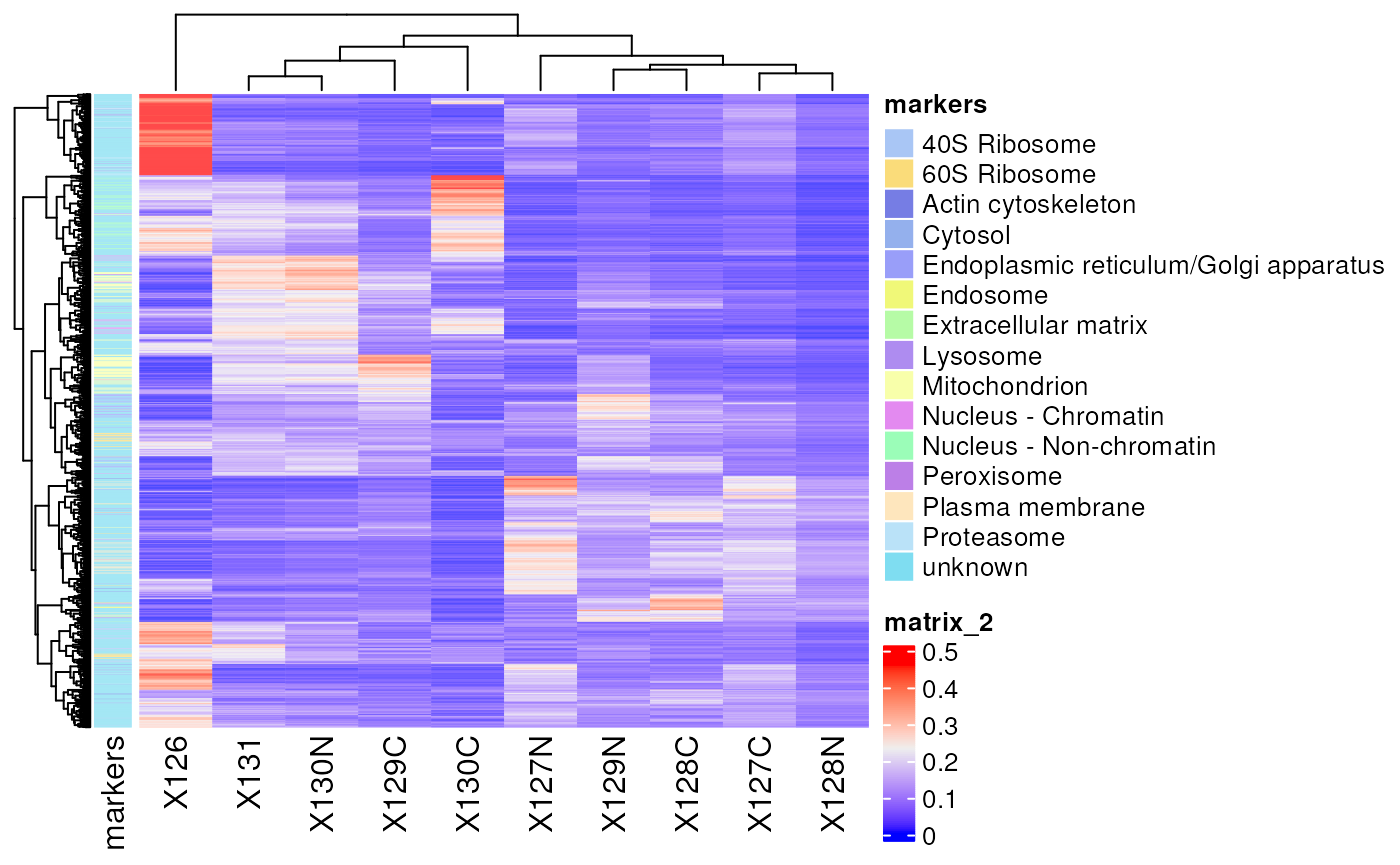 markers
40S Ribosome
60S Ribosome
Actin cytoskeleton
Cytosol
Endoplasmic reticulum/Golgi apparatus
Endosome
Extracellular matrix
Lysosome
Mitochondrion
Nucleus - Chromatin
Nucleus - Non-chromatin
Peroxisome
Plasma membrane
Proteasome
unknown
matrix_2
0.5
0.4
0.3
0.2
0.1
0
markers
X126
X131
X130N
X129C
X130C
X127N
X129N
X128C
X127C
X128N